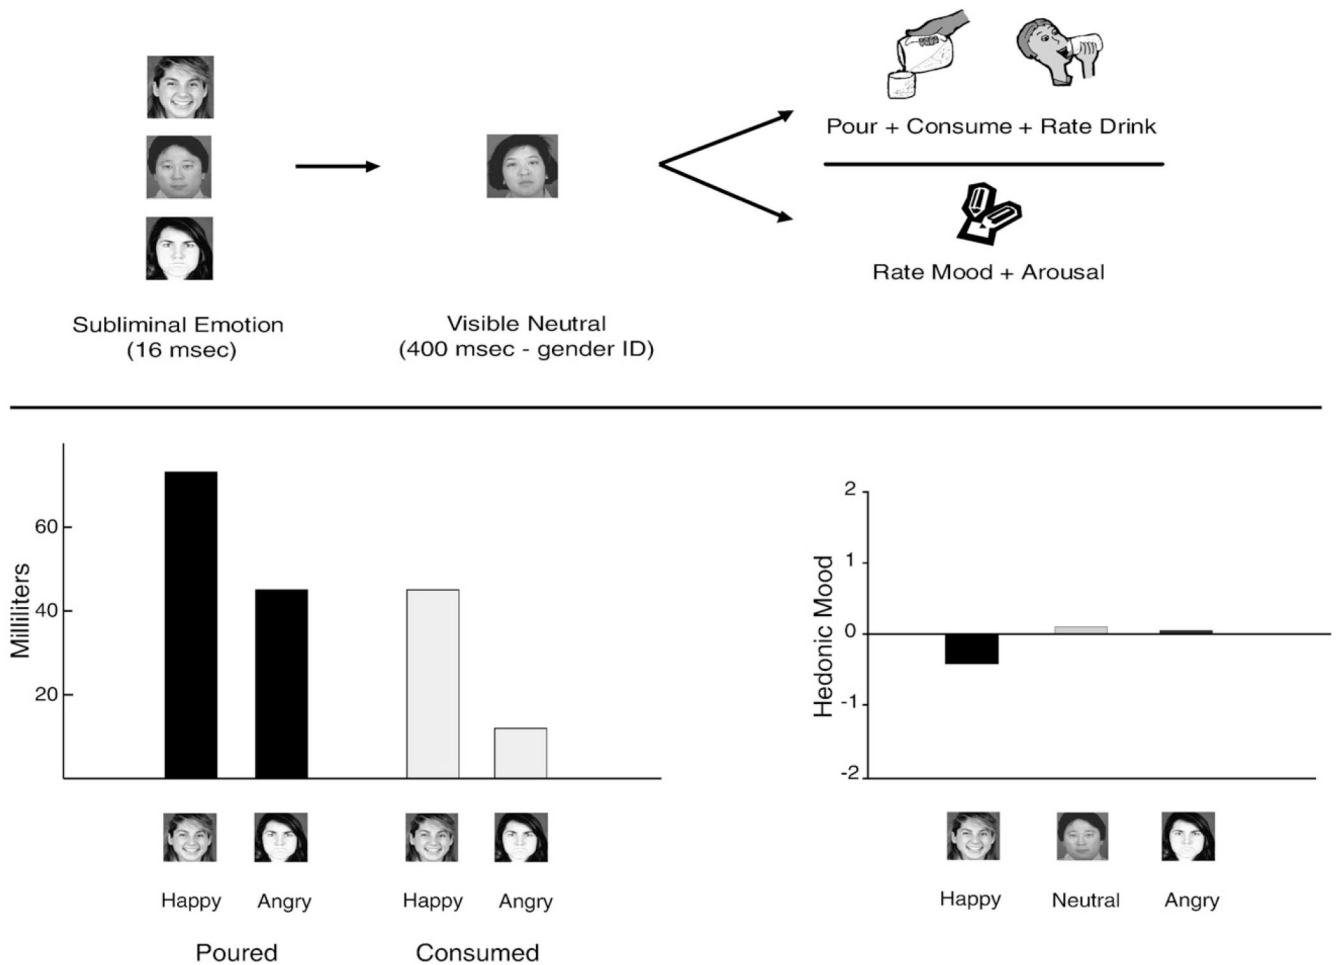 Pour + Consume + Rate Drink
Rate Mood + Arousal
Subliminal Emotion
(16 msec)
Visible Neutral
(400 msec - gender ID)
Milliliters
60
40
20
Happy
Angry
Happy
Angry
Poured
Consumed
Hedonic Mood
2
1
0
-1
-2
Happy
Neutral
Angry